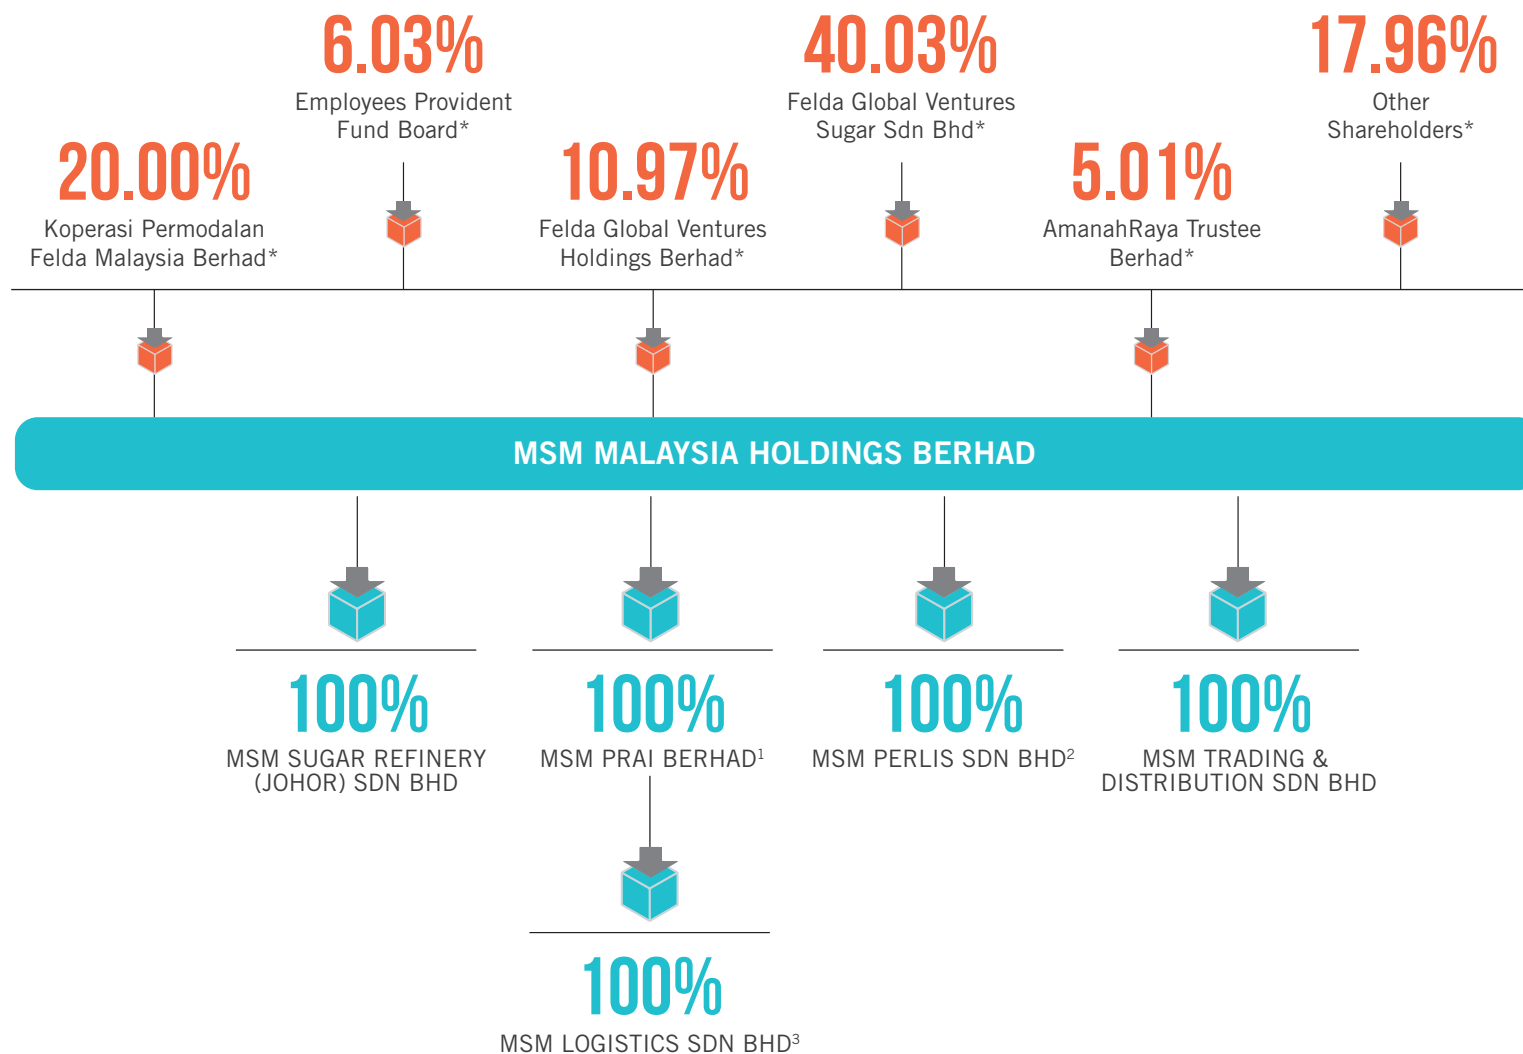 6.03%
Employees Provident
Fund Board*
40.03%
Felda Global Ventures
Sugar Sdn Bhd*
17.96%
Other
Shareholders*
20.00%
Koperasi Permodalan
Felda Malaysia Berhad*
10.97%
Felda Global Ventures
Holdings Berhad*
5.01%
AmanahRaya Trustee
Berhad*
MSM MALAYSIA HOLDINGS BERHAD
100%
MSM SUGAR REFINERY
(JOHOR) SDN BHD
100%
MSM PRAI BERHAD¹
100%
MSM PERLIS SDN BHD²
100%
MSM TRADING &
DISTRIBUTION SDN BHD
100%
MSM LOGISTICS SDN BHD³